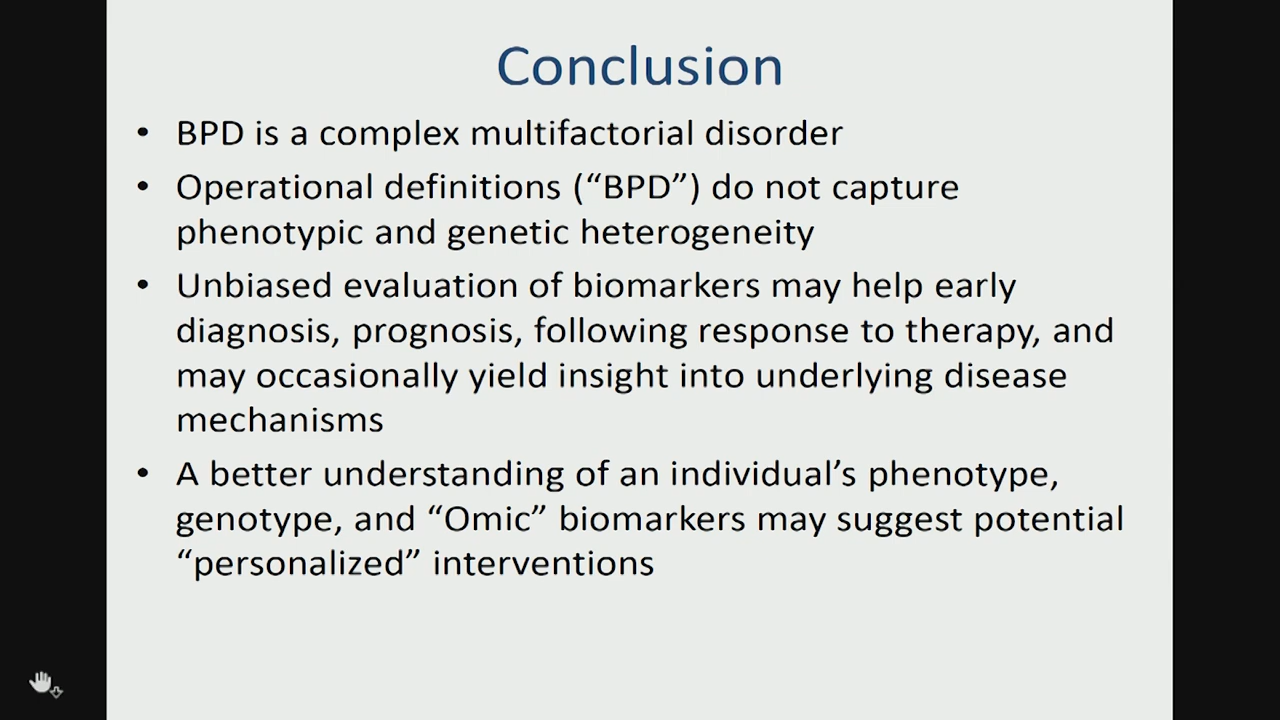 Conclusion
• BPD is a complex multifactorial disorder
• Operational definitions (“BPD”) do not capture
phenotypic and genetic heterogeneity
• Unbiased evaluation of biomarkers may help early
diagnosis, prognosis, following response to therapy, and
may occasionally yield insight into underlying disease
mechanisms
• A better understanding of an individual’s phenotype,
genotype, and “Omic” biomarkers may suggest potential
“personalized” interventions